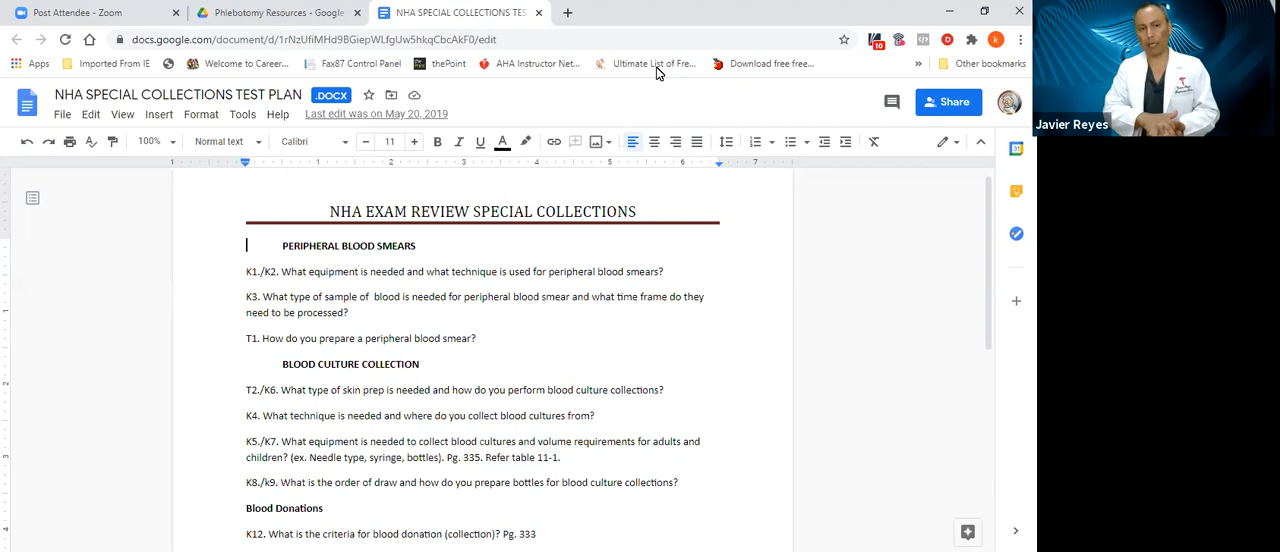 Post Attendee - Zoom
Phlebotomy Resources - Google
NHA SPECIAL COLLECTIONS TES
docs.google.com/document/d/1rNzUfiMHd9BGiepWLfgUw5hkqCbcAkF0/edit
10
k
Apps
Imported From IE
Welcome to Career...
Fax87 Control Panel
thePoint
AHA Instructor Net...
Ultimate List of Fre...
Download free free...
»
Other bookmarks
NHA SPECIAL COLLECTIONS TEST PLAN
.DOCX
Share
Javier Reyes
File Edit View Insert Format Tools Help
Last edit was on May 20, 2019
100%
Normal text
Calibri
11
B I U A
1 1 2 3 4 5 6 7
31
NHA EXAM REVIEW SPECIAL COLLECTIONS
PERIPHERAL BLOOD SMEARS
K1./K2. What equipment is needed and what technique is used for peripheral blood smears?
K3. What type of sample of blood is needed for peripheral blood smear and what time frame do they
need to be processed?
T1. How do you prepare a peripheral blood smear?
BLOOD CULTURE COLLECTION
T2./K6. What type of skin prep is needed and how do you perform blood culture collections?
K4. What technique is needed and where do you collect blood cultures from?
K5./K7. What equipment is needed to collect blood cultures and volume requirements for adults and
children? (ex. Needle type, syringe, bottles). Pg. 335. Refer table 11-1.
K8./k9. What is the order of draw and how do you prepare bottles for blood culture collections?
Blood Donations
K12. What is the criteria for blood donation (collection)? Pg. 333